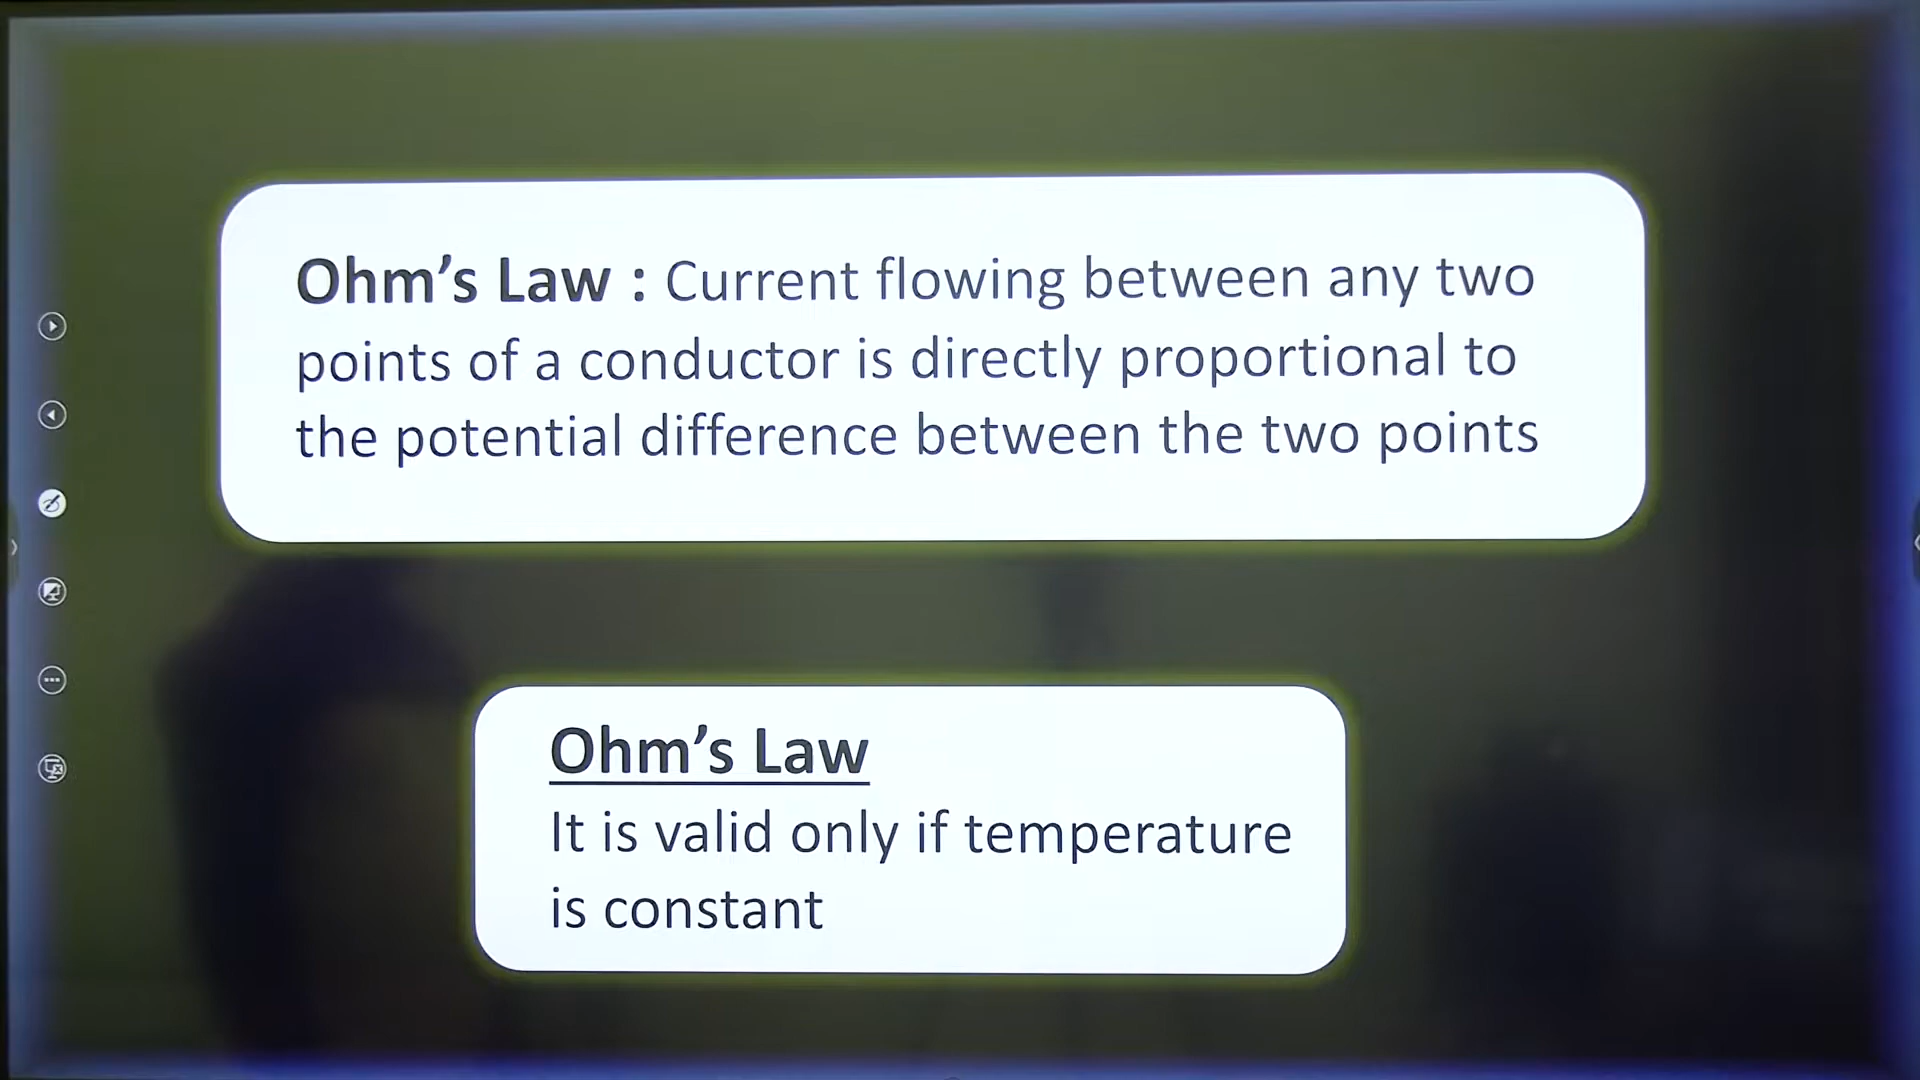 Ohm’s Law : Current flowing between any two
points of a conductor is directly proportional to
the potential difference between the two points
Ohm’s Law
It is valid only if temperature
is constant